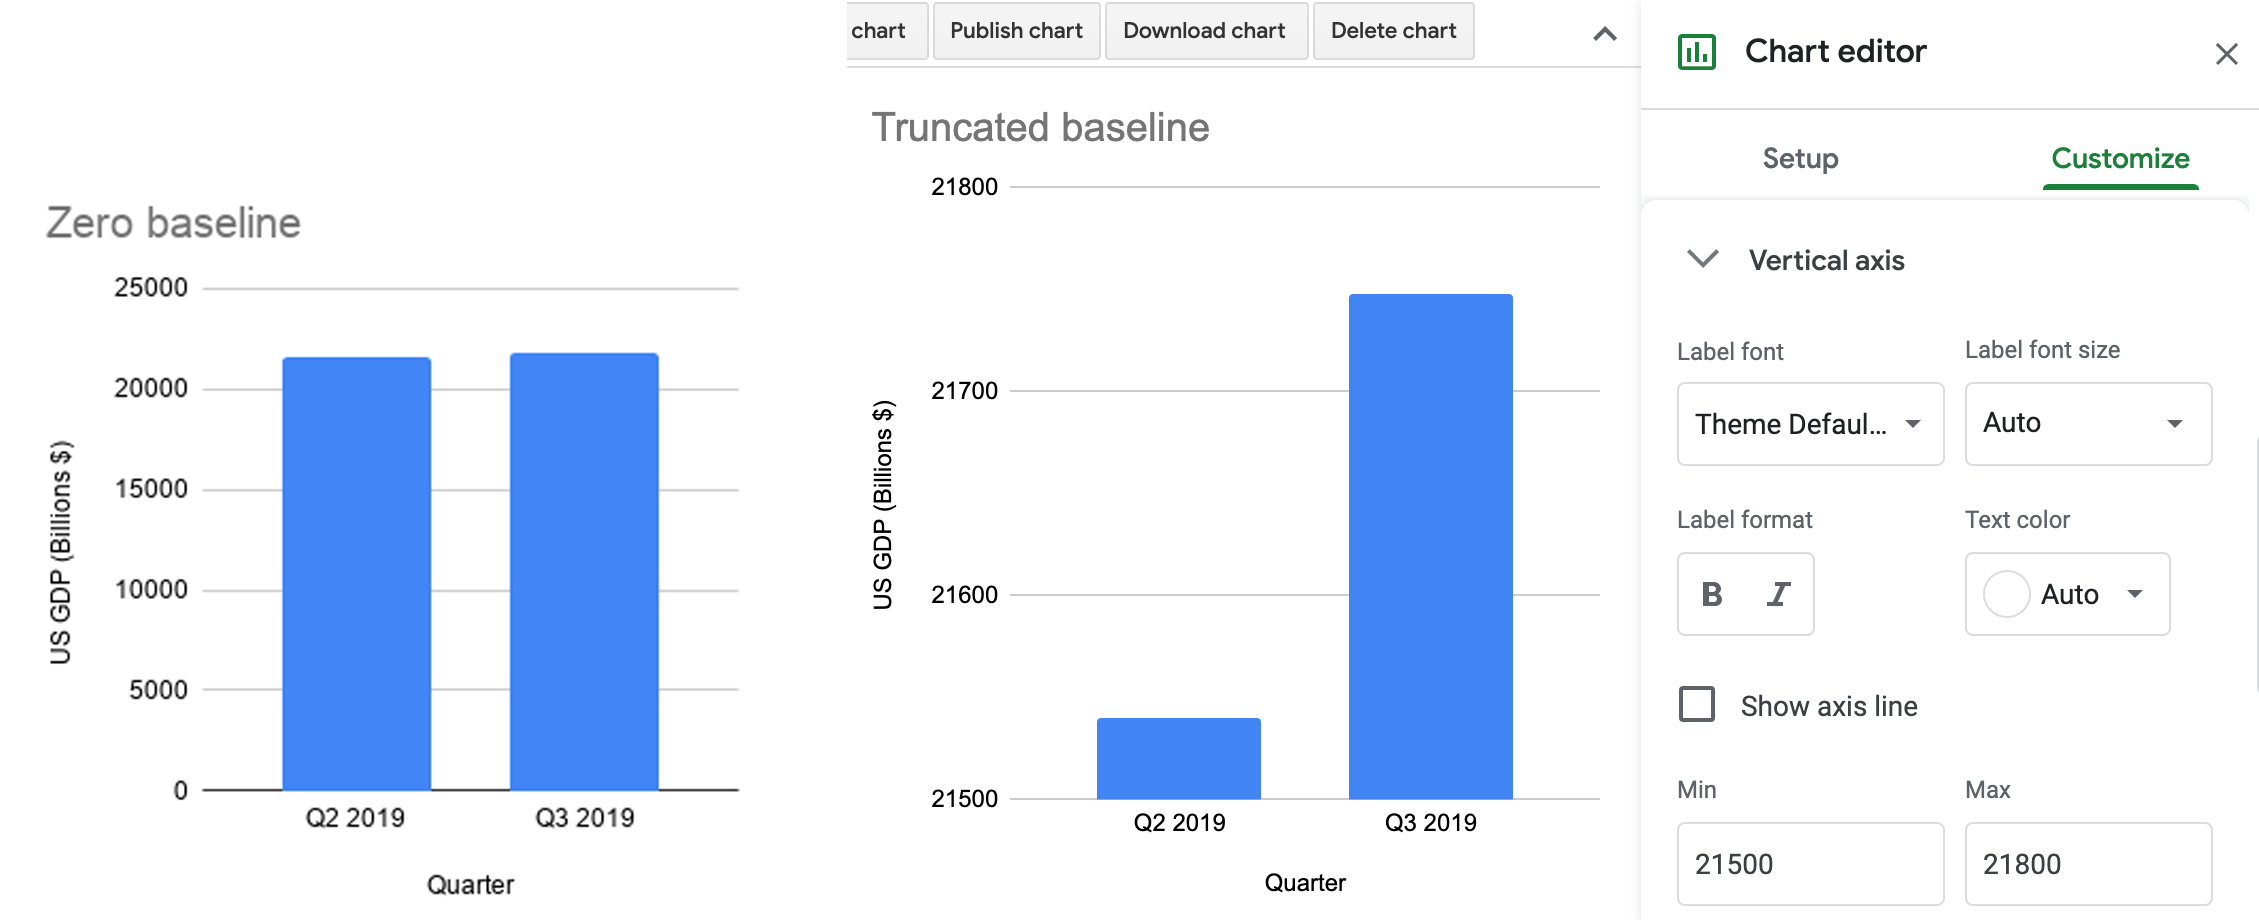 Zero baseline
25000
20000
15000
10000
5000
0
US GDP (Billions $)
Q2 2019 Q3 2019
Quarter
chart Publish chart Download chart Delete chart
Truncated baseline
21800
21700
21600
21500
US GDP (Billions $)
Q2 2019 Q3 2019
Quarter
Chart editor
Setup Customize
Vertical axis
Label font Label font size
Theme Defaul... Auto
Label format Text color
B I Auto
Show axis line
Min Max
21500 21800